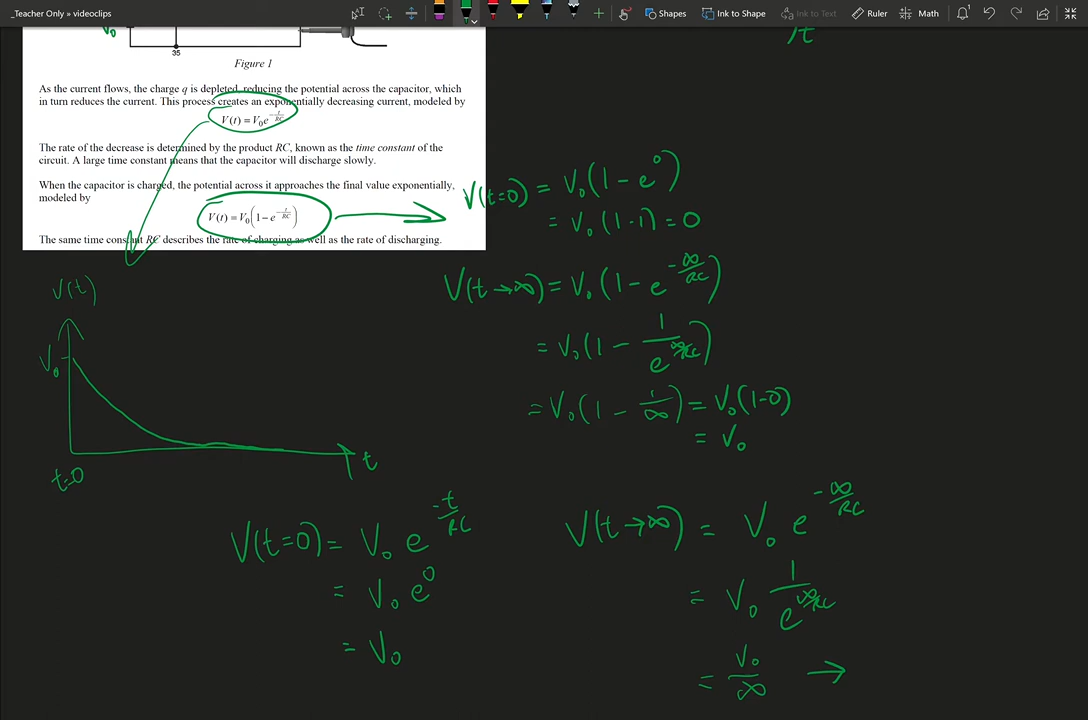 _Teacher Only » videoclips
Shapes
Ink to Shape
Ink to Text
Ruler
Math
V₀
35
Figure 1
As the current flows, the charge q is depleted, reducing the potential across the capacitor, which
in turn reduces the current. This process creates an exponentially decreasing current, modeled by
V(t) = V₀e^(-t/RC)
The rate of the decrease is determined by the product RC, known as the time constant of the
circuit. A large time constant means that the capacitor will discharge slowly.
When the capacitor is charged, the potential across it approaches the final value exponentially,
modeled by
V(t) = V₀(1 − e^(-t/RC))
The same time constant RC describes the rate of charging as well as the rate of discharging.
V(t=0) = V₀(1 − e⁰)
= V₀(1-1) = 0
V(t→∞) = V₀(1 − e^(-∞/RC))
= V₀(1 − 1/e^(∞/RC))
= V₀(1 − 1/∞) = V₀(1-0)
= V₀
V(t)
V₀
t=0
t
V(t=0) = V₀ e^(-t/RC)
= V₀ e⁰
= V₀
V(t→∞) = V₀ e^(-∞/RC)
= V₀ 1/e^(∞/RC)
= V₀/∞ →